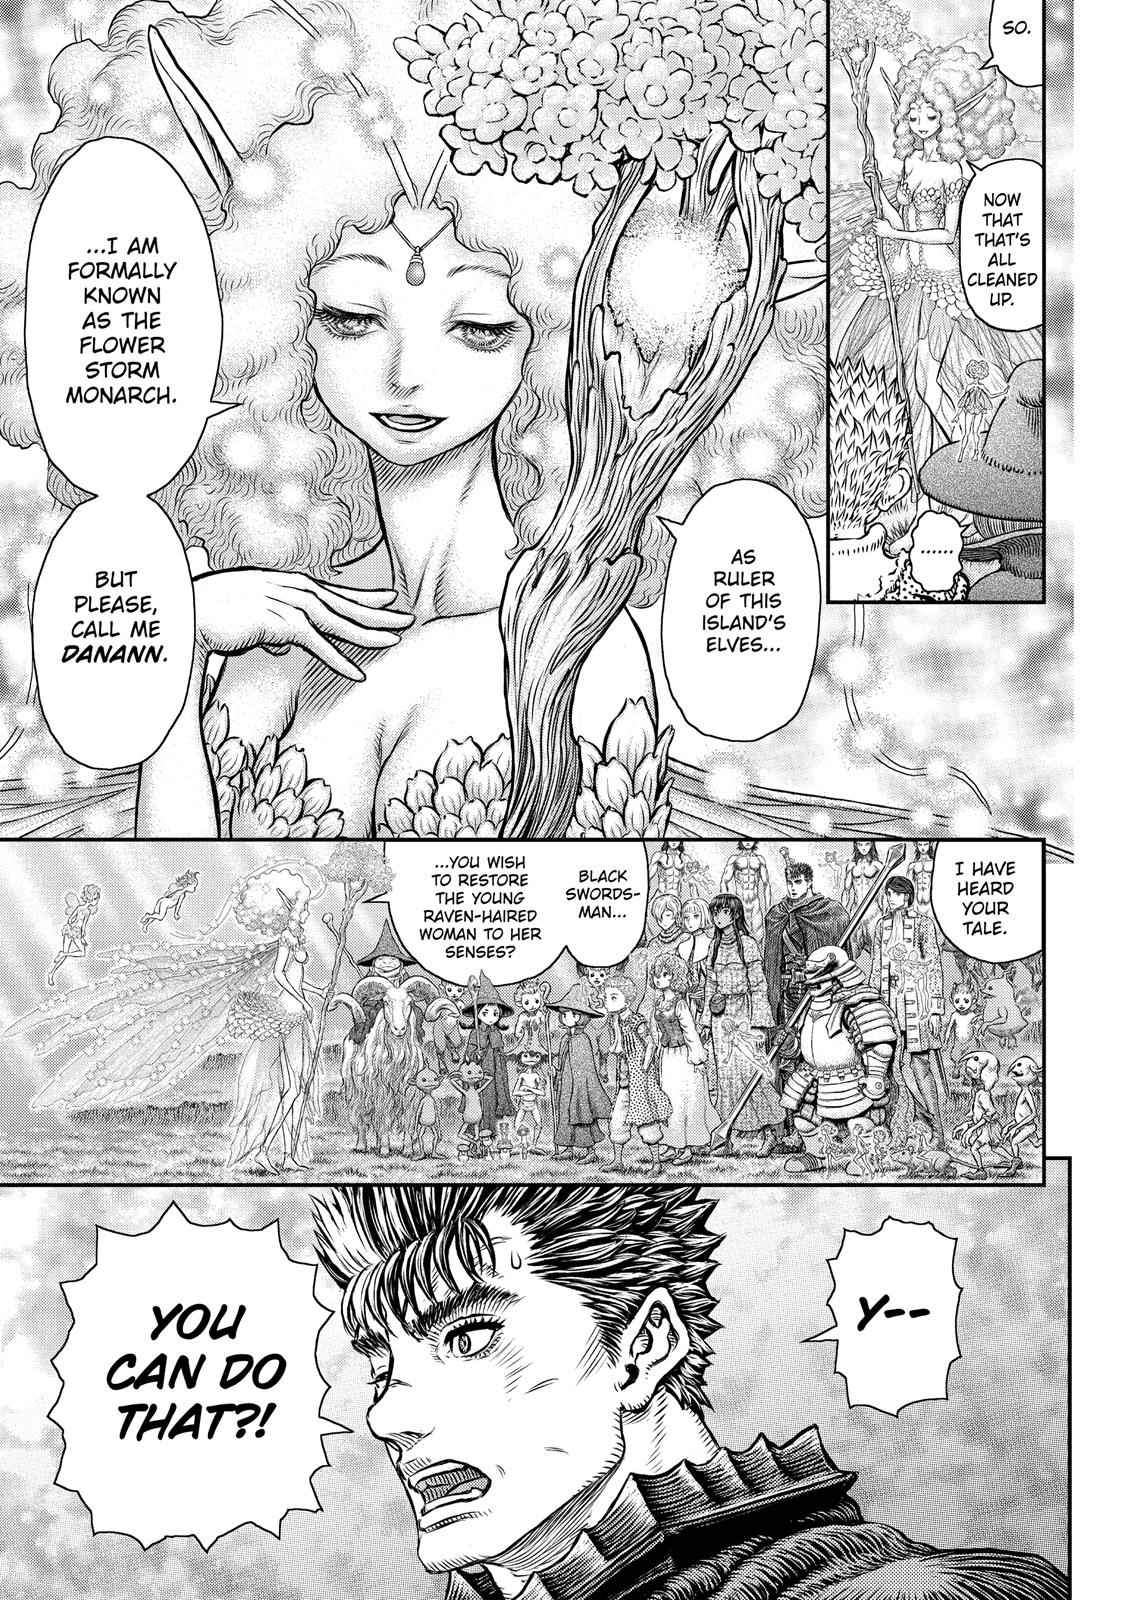 SO.
NOW
THAT
THAT'S
ALL
CLEANED
UP.
......
AS
RULER
OF THIS
ISLAND'S
ELVES...
...I AM
FORMALLY
KNOWN
AS THE
FLOWER
STORM
MONARCH.
BUT
PLEASE,
CALL ME
DANANN.
I HAVE
HEARD
YOUR
TALE.
BLACK
SWORDS-
MAN...
...YOU WISH
TO RESTORE
THE YOUNG
RAVEN-HAIRED
WOMAN TO HER
SENSES?
Y--
YOU
CAN DO
THAT?!